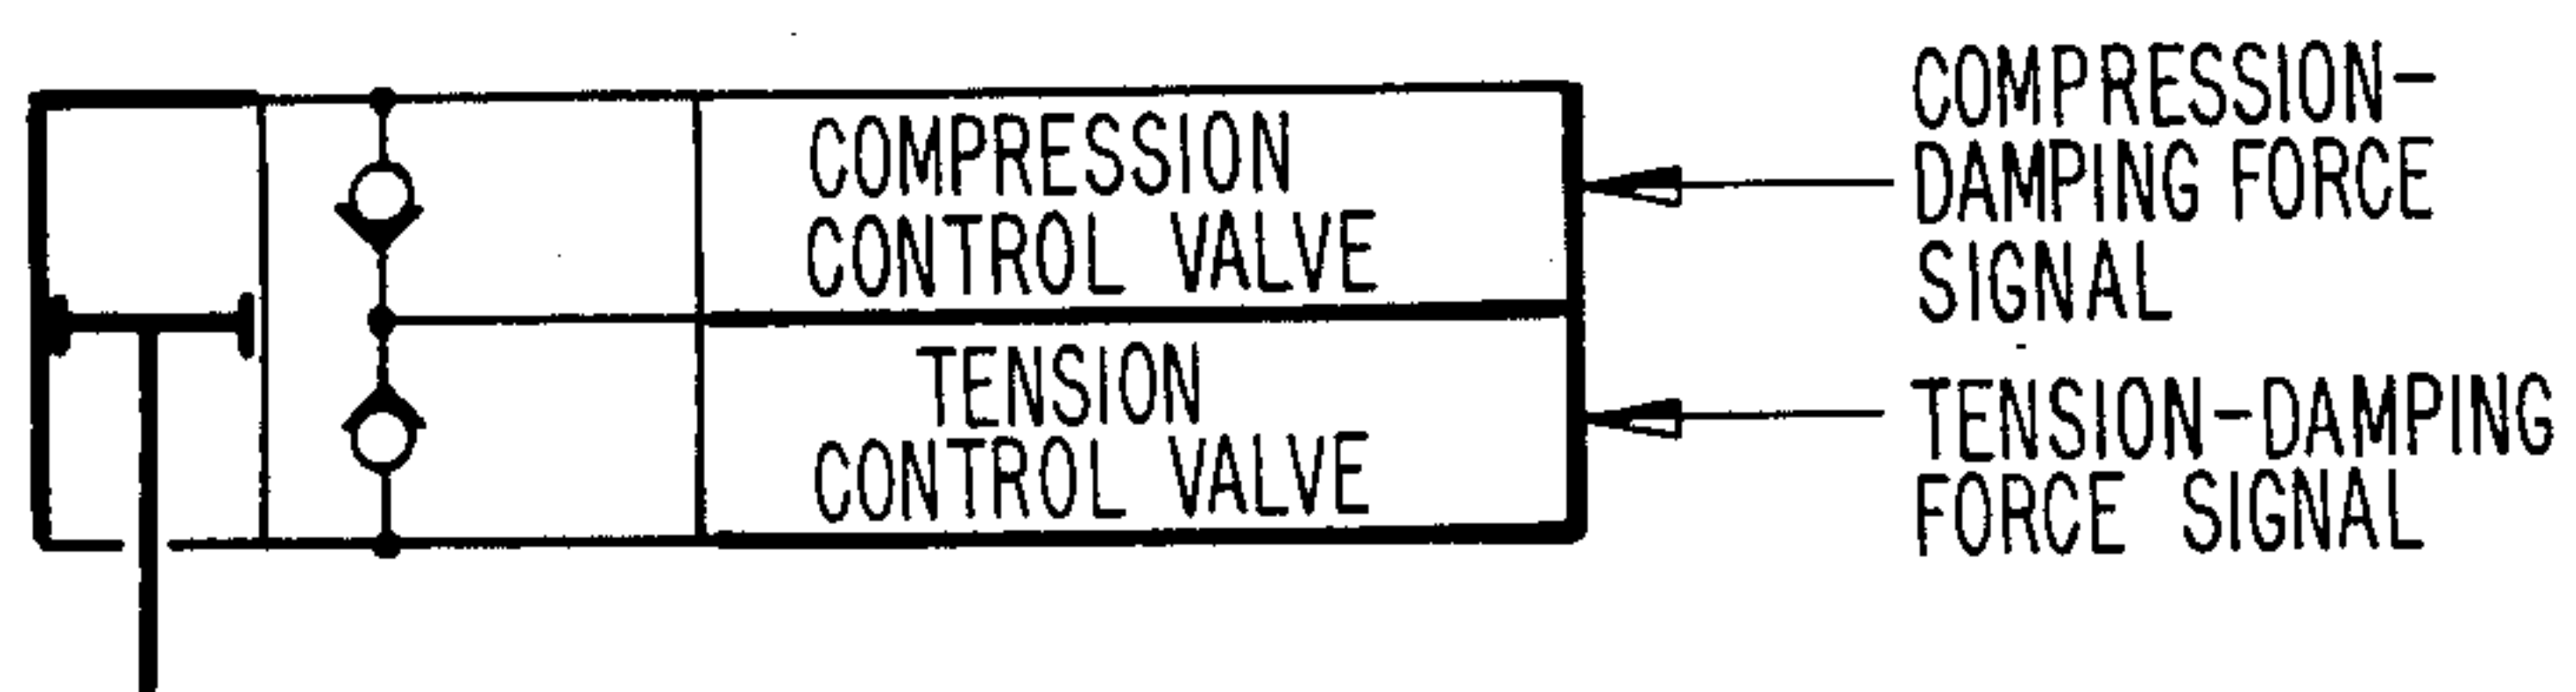 COMPRESSION
CONTROL VALVE
TENSION
CONTROL VALVE
COMPRESSION-
DAMPING FORCE
SIGNAL
TENSION-DAMPING
FORCE SIGNAL